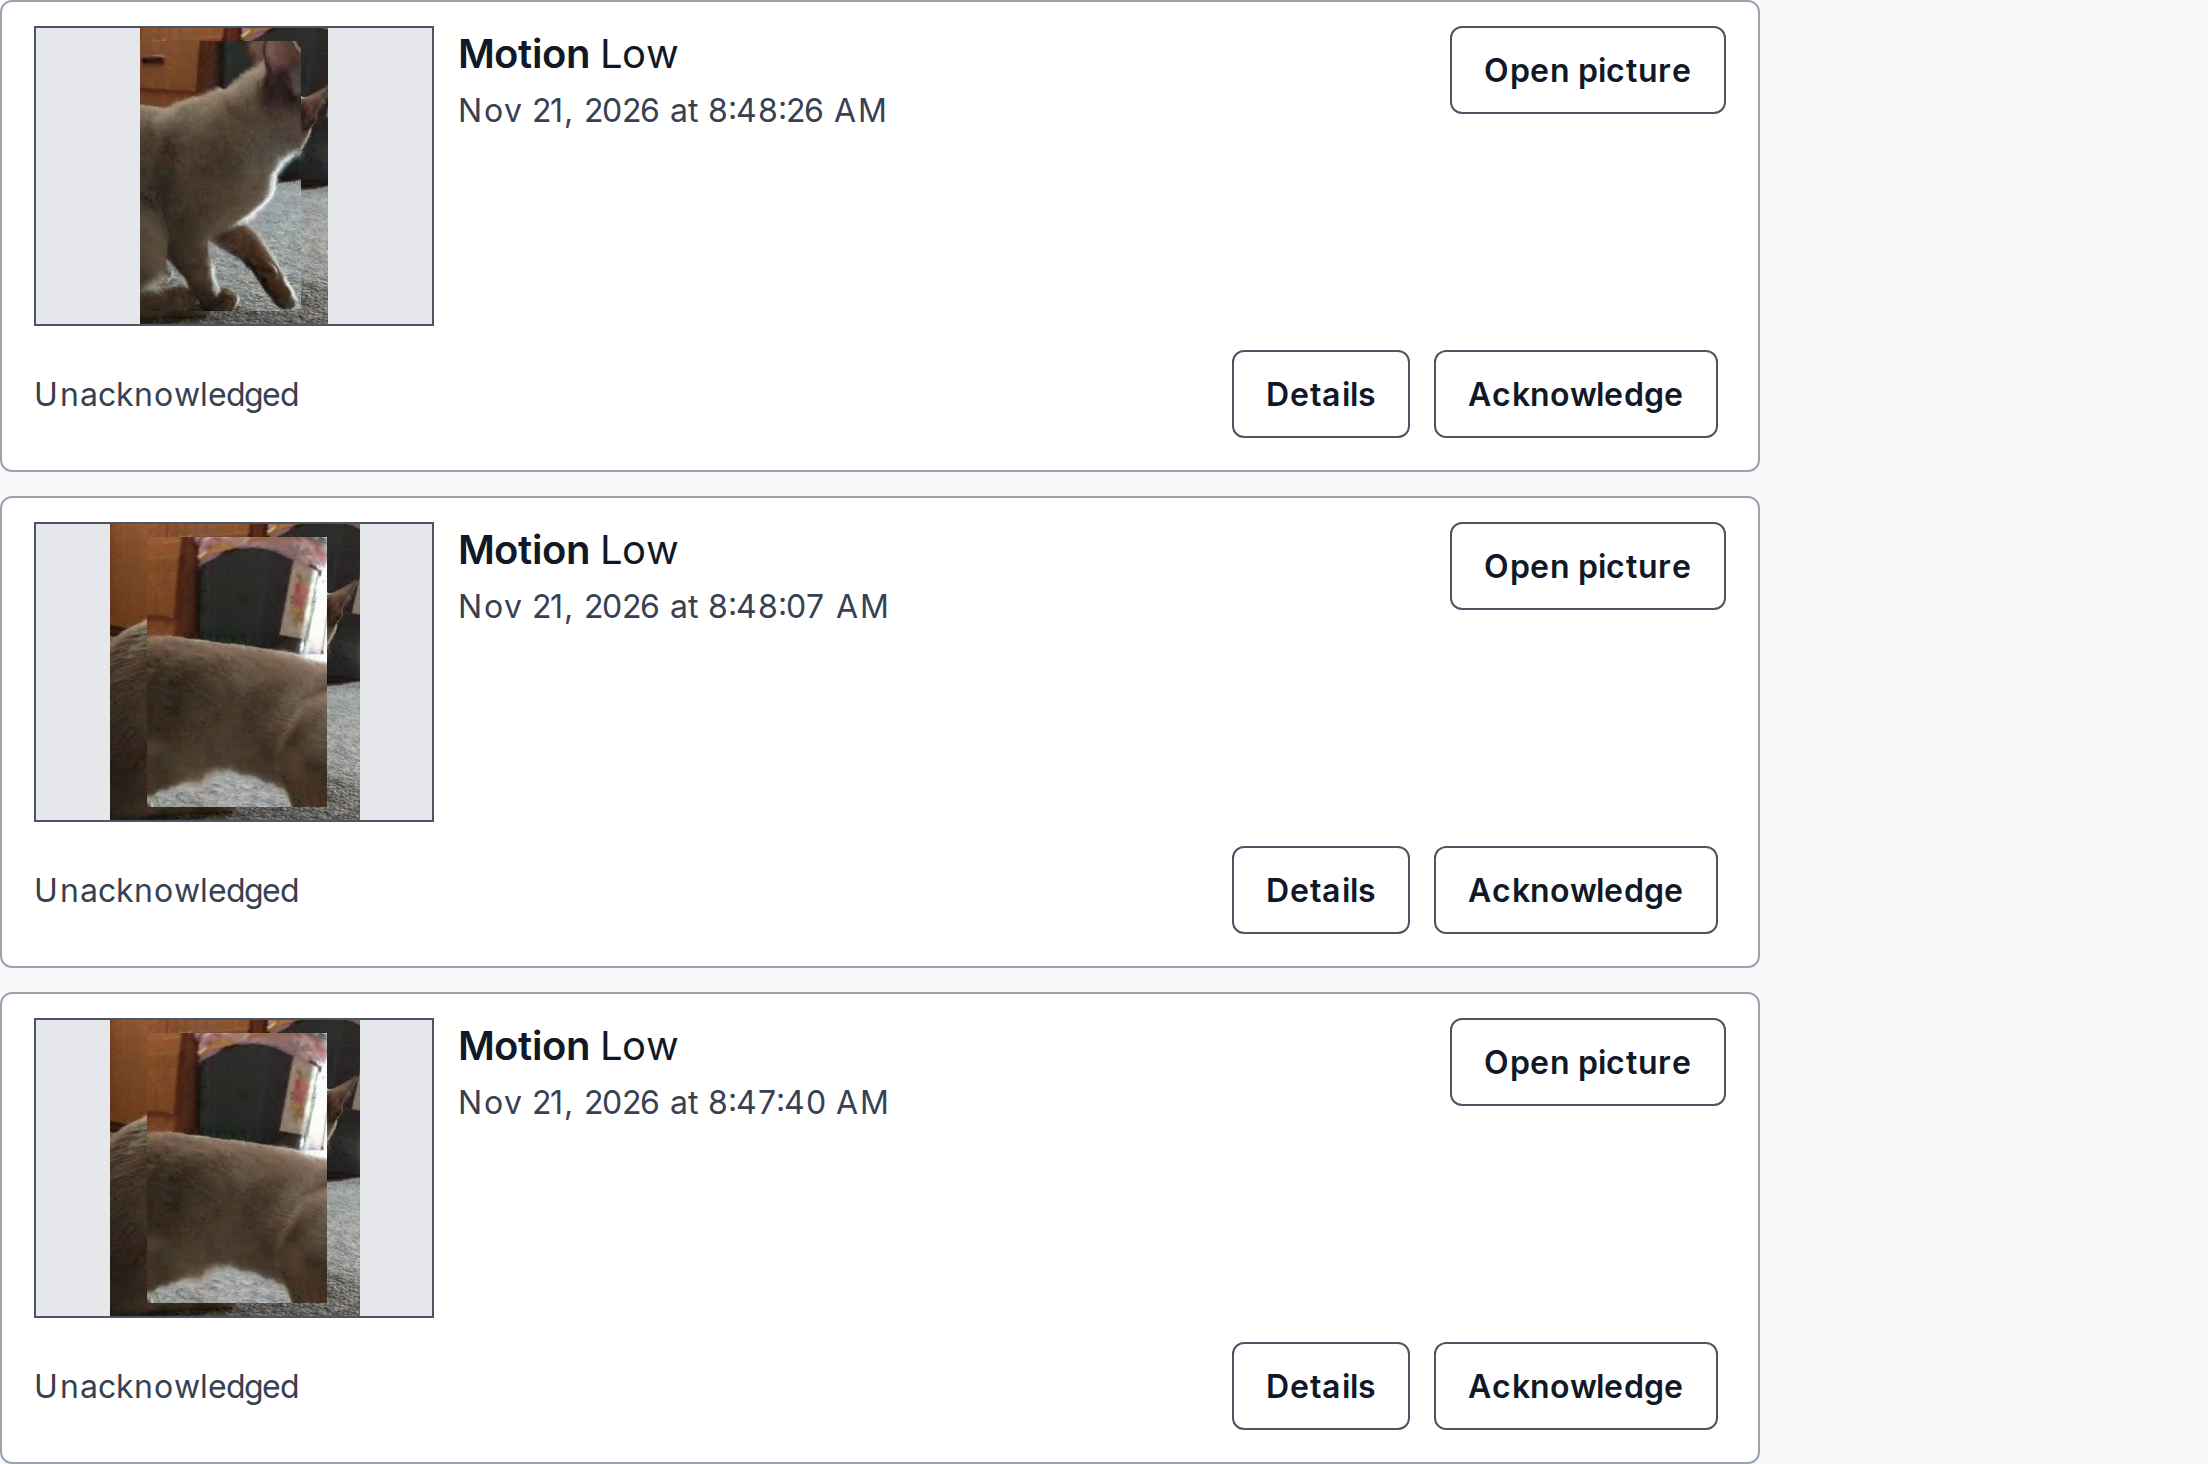 Motion Low
Open picture
Nov 21, 2026 at 8:48:26 AM
Unacknowledged
Details
Acknowledge
Motion Low
Open picture
Nov 21, 2026 at 8:48:07 AM
Unacknowledged
Details
Acknowledge
Motion Low
Open picture
Nov 21, 2026 at 8:47:40 AM
Unacknowledged
Details
Acknowledge